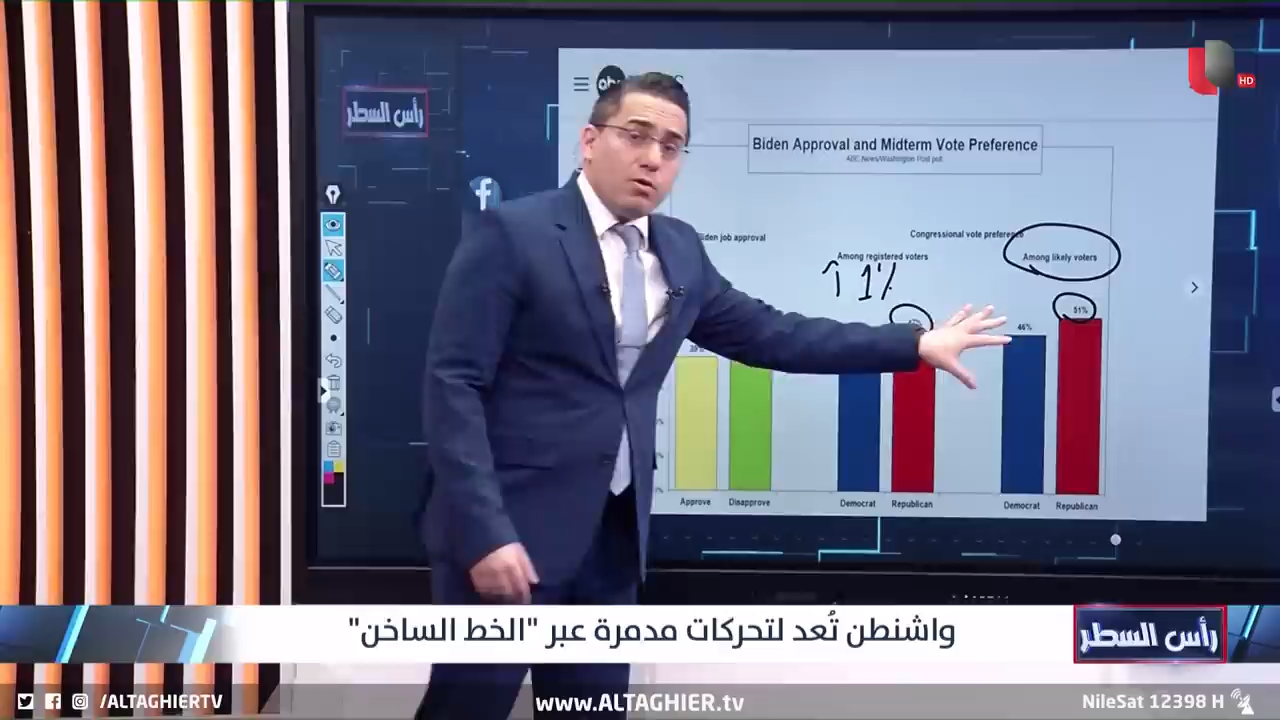 HD
رأس السطر
f
Biden Approval and Midterm Vote Preference
ABC News/Washington Post poll
Biden job approval
Congressional vote preference
Among registered voters
Among likely voters
↑ 1%
51%
46%
39%
Approve
Disapprove
Democrat
Republican
Democrat
Republican
واشنطن تُعد لتحركات مدمرة عبر "الخط الساخن"
رأس السطر
/ALTAGHIERTV
www.ALTAGHIER.tv
NileSat 12398 H